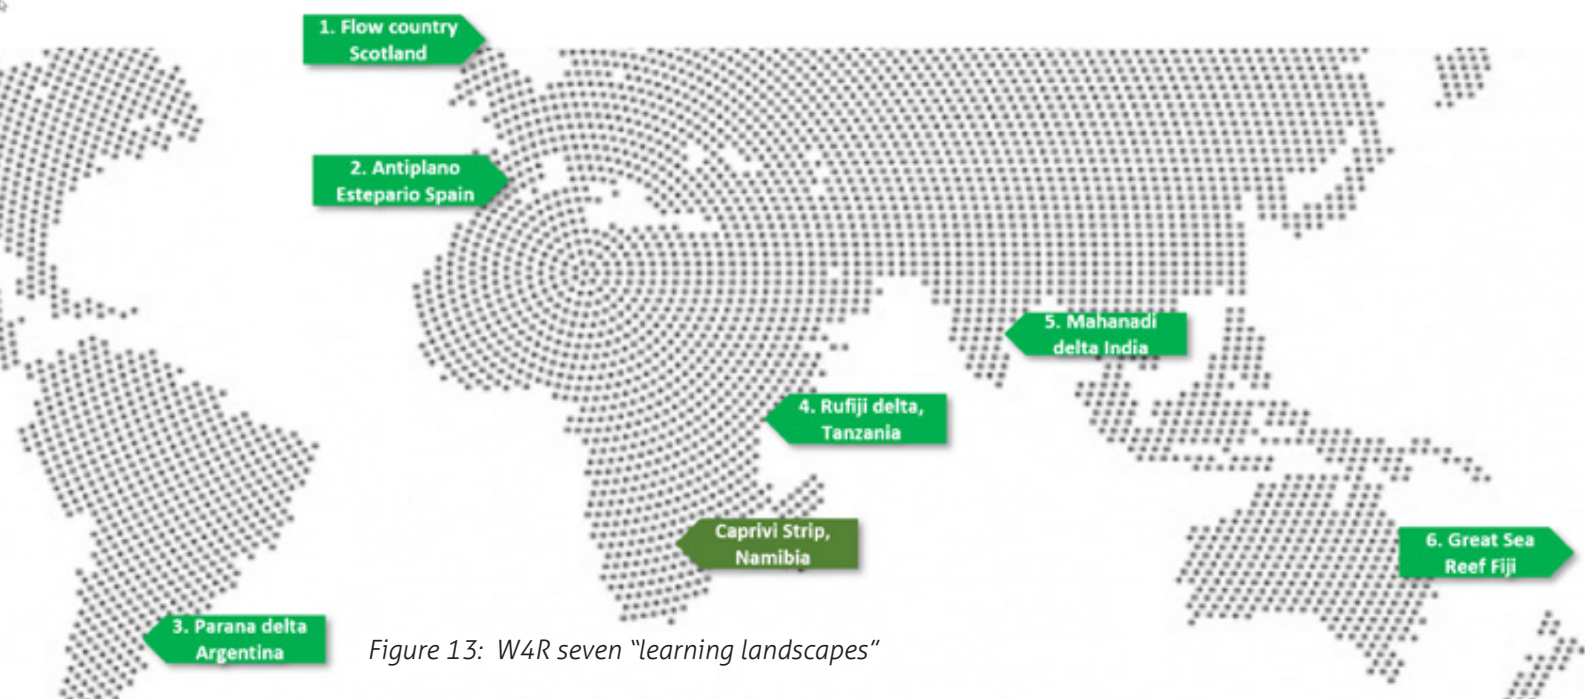 1. Flow country
Scotland
2. Antiplano
Estepario Spain
5. Mahanadi
delta India
4. Rufiji delta,
Tanzania
Caprivi Strip,
Namibia
6. Great Sea
Reef Fiji
3. Parana delta
Argentina
Figure 13: W4R seven “learning landscapes”